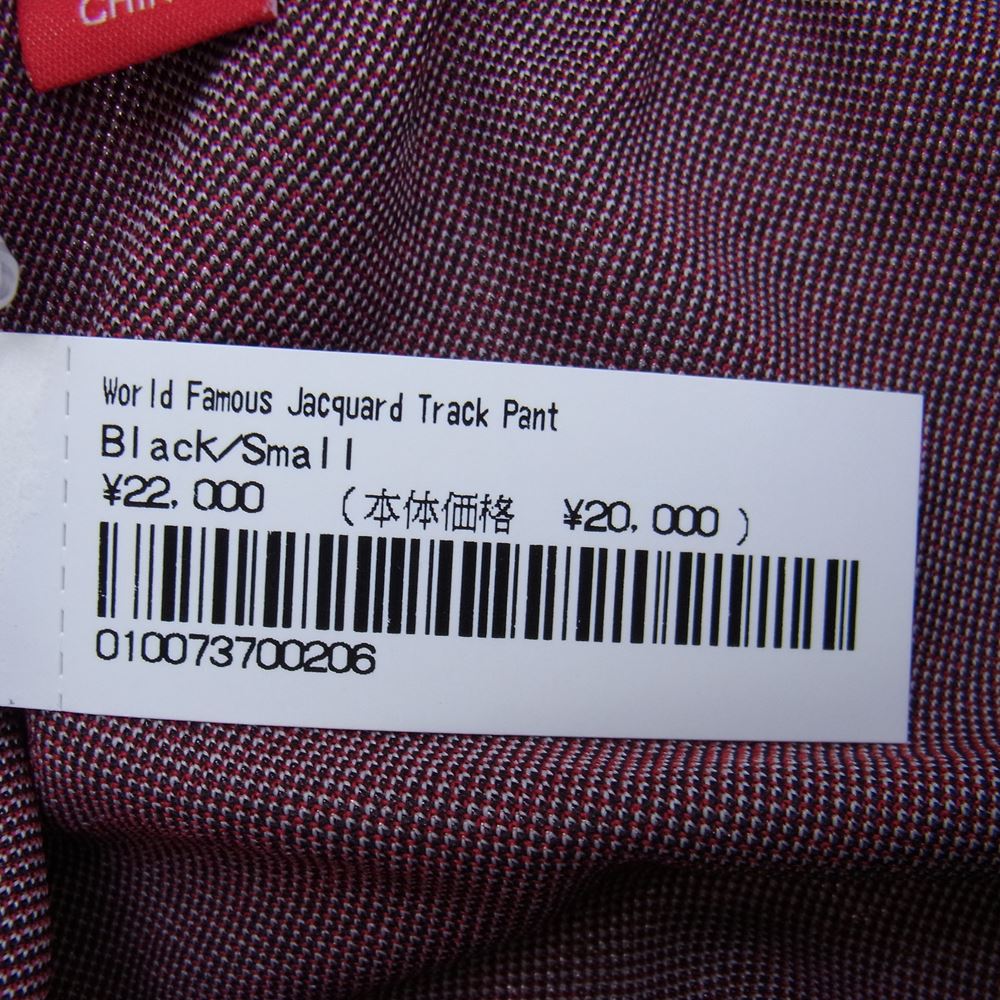 World Famous Jacquard Track Pant
Black/Small
¥22,000 (本体価格 ¥20,000)
010073700206